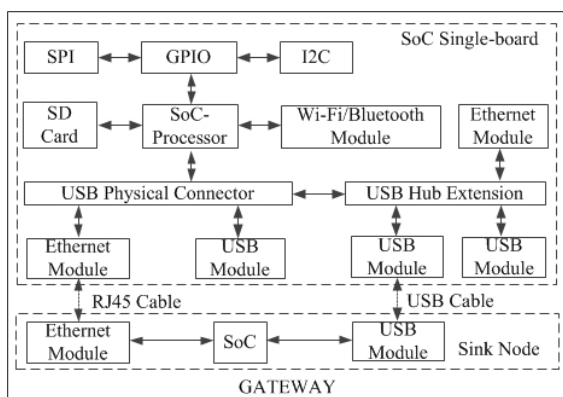 SoC Single-board
SPI
GPIO
I2C
SD
Card
SoC-
Processor
Wi-Fi/Bluetooth
Module
Ethernet
Module
USB Physical Connector
USB Hub Extension
Ethernet
Module
USB
Module
USB
Module
USB
Module
RJ45 Cable
USB Cable
Ethernet
Module
SoC
USB
Module
Sink Node
GATEWAY